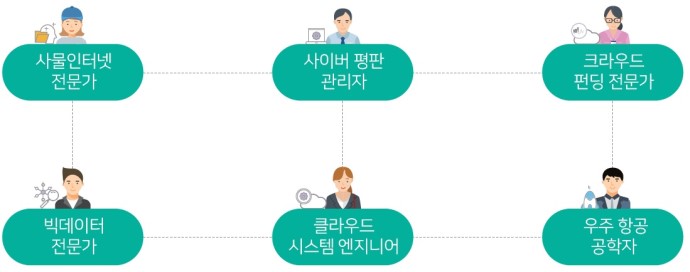 사물인터넷
전문가
사이버 평판
관리자
크라우드
펀딩 전문가
빅데이터
전문가
클라우드
시스템 엔지니어
우주 항공
공학자